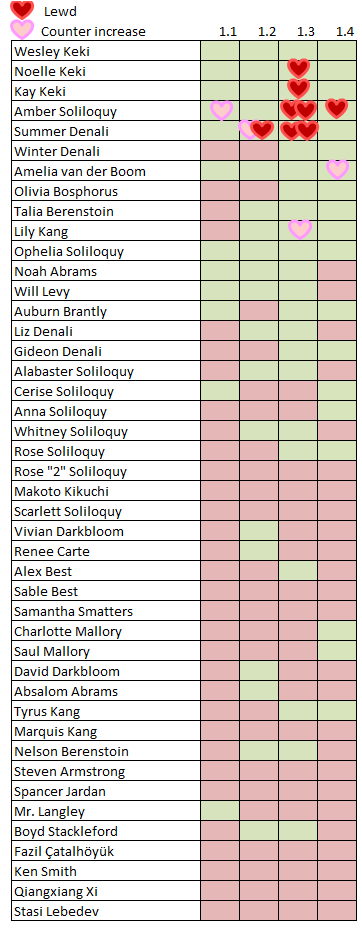 Lewd
Counter increase 1.1 1.2 1.3 1.4
Wesley Keki
Noelle Keki
Kay Keki
Amber Soliloquy
Summer Denali
Winter Denali
Amelia van der Boom
Olivia Bosphorus
Talia Berenstoin
Lily Kang
Ophelia Soliloquy
Noah Abrams
Will Levy
Auburn Brantly
Liz Denali
Gideon Denali
Alabaster Soliloquy
Cerise Soliloquy
Anna Soliloquy
Whitney Soliloquy
Rose Soliloquy
Rose "2" Soliloquy
Makoto Kikuchi
Scarlett Soliloquy
Vivian Darkbloom
Renee Carte
Alex Best
Sable Best
Samantha Smatters
Charlotte Mallory
Saul Mallory
David Darkbloom
Absalom Abrams
Tyrus Kang
Marquis Kang
Nelson Berenstoin
Steven Armstrong
Spancer Jardan
Mr. Langley
Boyd Stackleford
Fazil Çatalhöyük
Ken Smith
Qiangxiang Xi
Stasi Lebedev